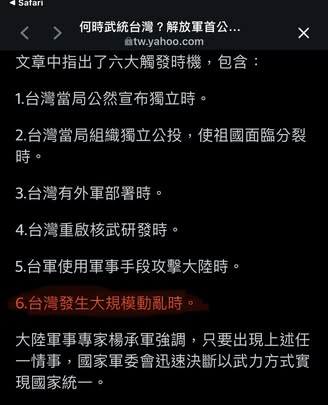 Safari
何時武統台灣？解放軍首公...
tw.yahoo.com
文章中指出了六大觸發時機，包含：
1.台灣當局公然宣布獨立時。
2.台灣當局組織獨立公投，使祖國面臨分裂
時。
3.台灣有外軍部署時。
4.台灣重啟核武研發時。
5.台軍使用軍事手段攻擊大陸時。
6.台灣發生大規模動亂時。
大陸軍事專家楊承軍強調，只要出現上述任
一情事，國家軍委會迅速決斷以武力方式實
現國家統一。